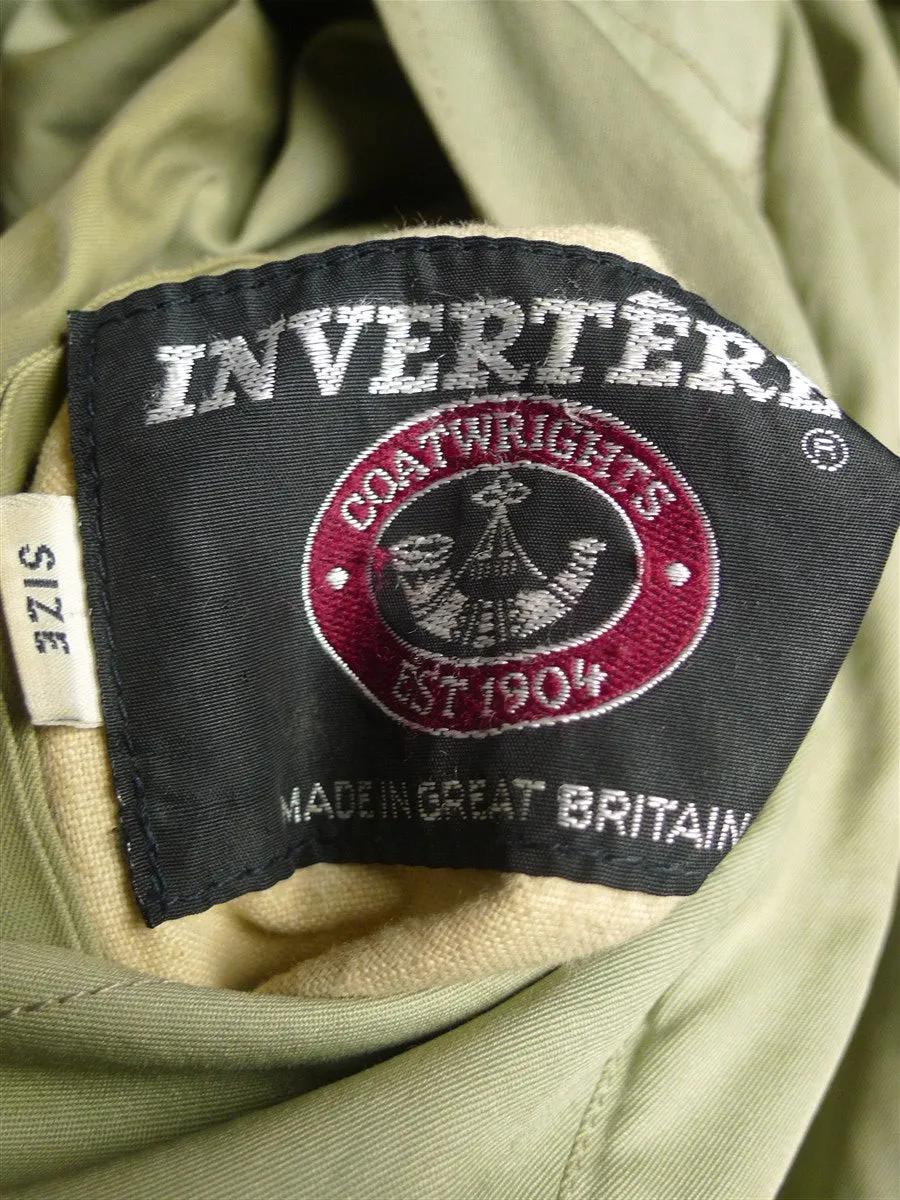 INVERTÊRE
®
COATWRIGHTS
EST 1904
MADE IN GREAT BRITAIN
SIZE